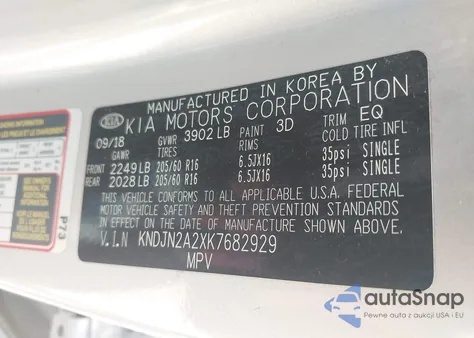 MANUFACTURED IN KOREA BY
KIA KIA MOTORS CORPORATION
09/18 GVWR 3902 LB PAINT 3D TRIM EQ
GAWR TIRES COLD TIRE INFL
FRONT 2249 LB 205/60 R16 6.5JX16 35psi SINGLE
REAR 2028 LB 205/60 R16 6.5JX16 35psi SINGLE
THIS VEHICLE CONFORMS TO ALL APPLICABLE U.S.A. FEDERAL
MOTOR VEHICLE SAFETY AND THEFT PREVENTION STANDARDS
IN EFFECT ON THE DATE OF MANUFACTURE SHOWN ABOVE.
V.I.N KNDJN2A2XK7682929
MPV
P73
autoSnap
Pewne auta z aukcji USA i EU